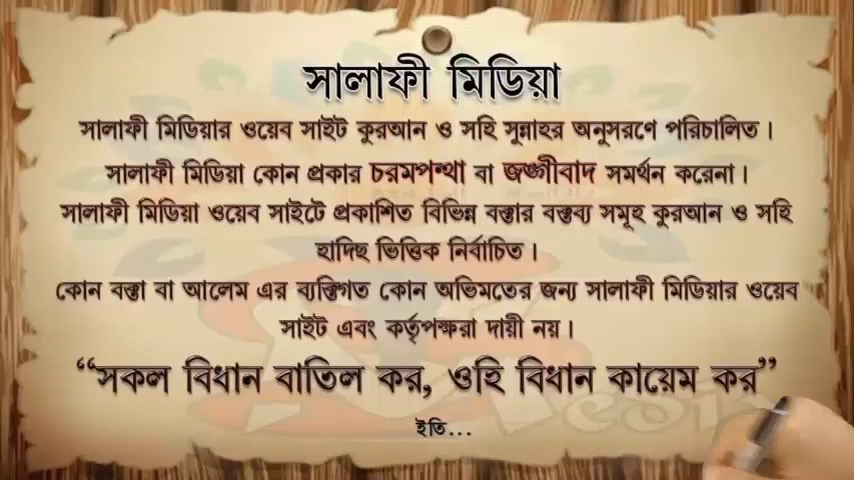 সালাফী মিডিয়া
সালাফী মিডিয়ার ওয়েব সাইট কুরআন ও সহি সুন্নাহর অনুসরণে পরিচালিত।
সালাফী মিডিয়া কোন প্রকার চরমপন্থা বা জঙ্গীবাদ সমর্থন করেনা।
সালাফী মিডিয়া ওয়েব সাইটে প্রকাশিত বিভিন্ন বক্তার বক্তব্য সমূহ কুরআন ও সহি
হাদিছ ভিত্তিক নির্বাচিত।
কোন বক্তা বা আলেম এর ব্যক্তিগত কোন অভিমতের জন্য সালাফী মিডিয়ার ওয়েব
সাইট এবং কর্তৃপক্ষরা দায়ী নয়।
“সকল বিধান বাতিল কর, ওহি বিধান কায়েম কর”
ইতি...